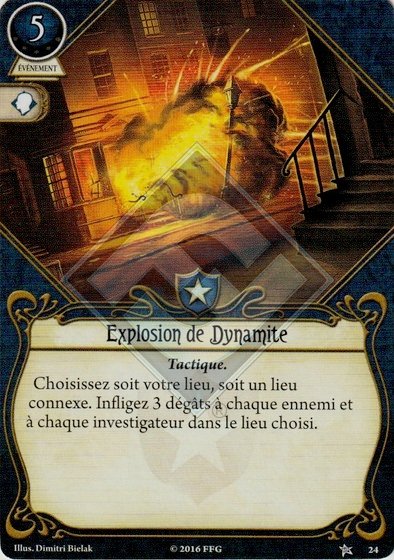 5
ÉVÉNEMENT
Explosion de Dynamite
Tactique.
Choisissez soit votre lieu, soit un lieu
connexe. Infligez 3 dégâts à chaque ennemi et
à chaque investigateur dans le lieu choisi.
Illus. Dimitri Bielak
© 2016 FFG
24